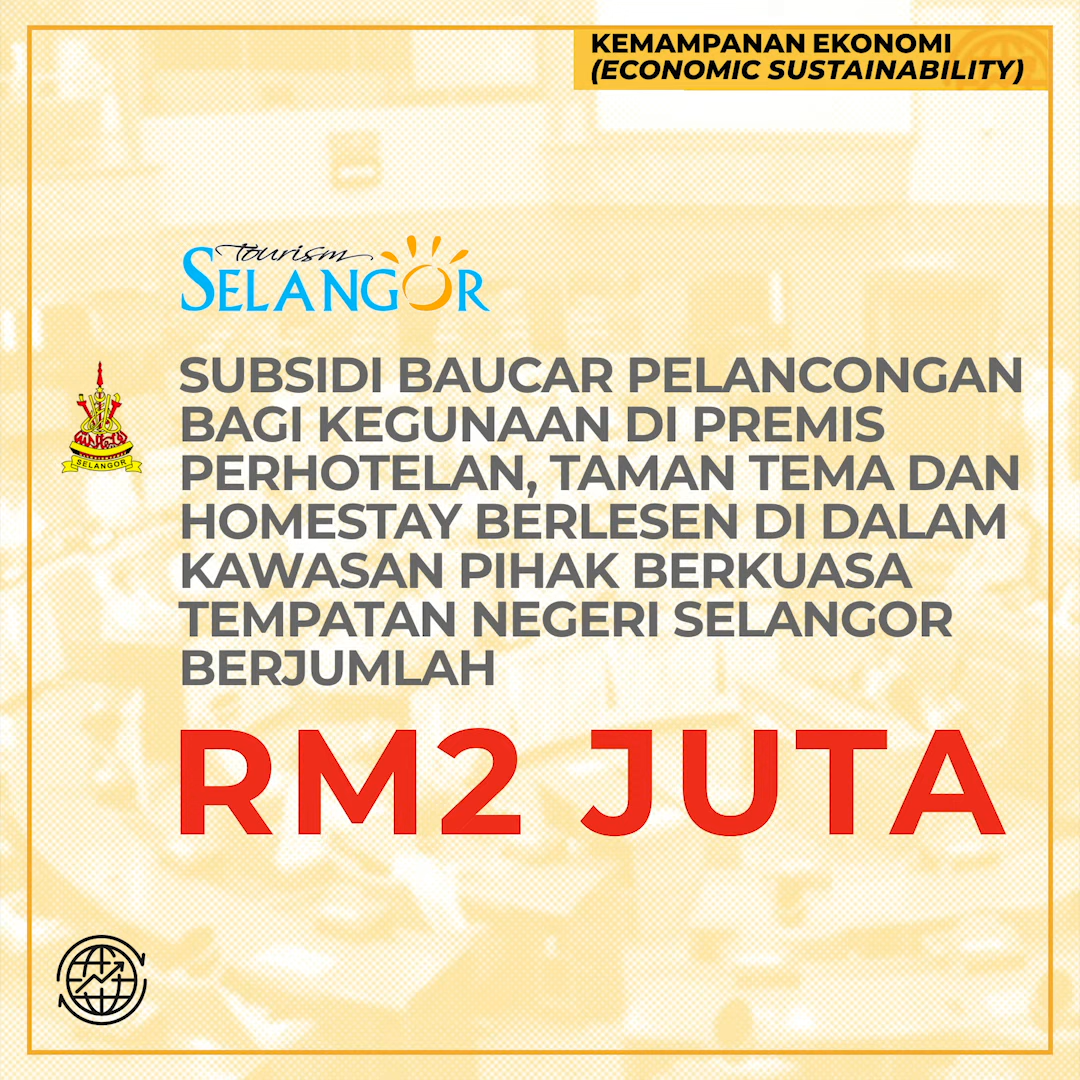 KEMAMPANAN EKONOMI
(ECONOMIC SUSTAINABILITY)
Tourism
SELANGOR
SUBSIDI BAUCAR PELANCONGAN
BAGI KEGUNAAN DI PREMIS
PERHOTELAN, TAMAN TEMA DAN
HOMESTAY BERLESEN DI DALAM
KAWASAN PIHAK BERKUASA
TEMPATAN NEGERI SELANGOR
BERJUMLAH
SELANGOR
RM2 JUTA